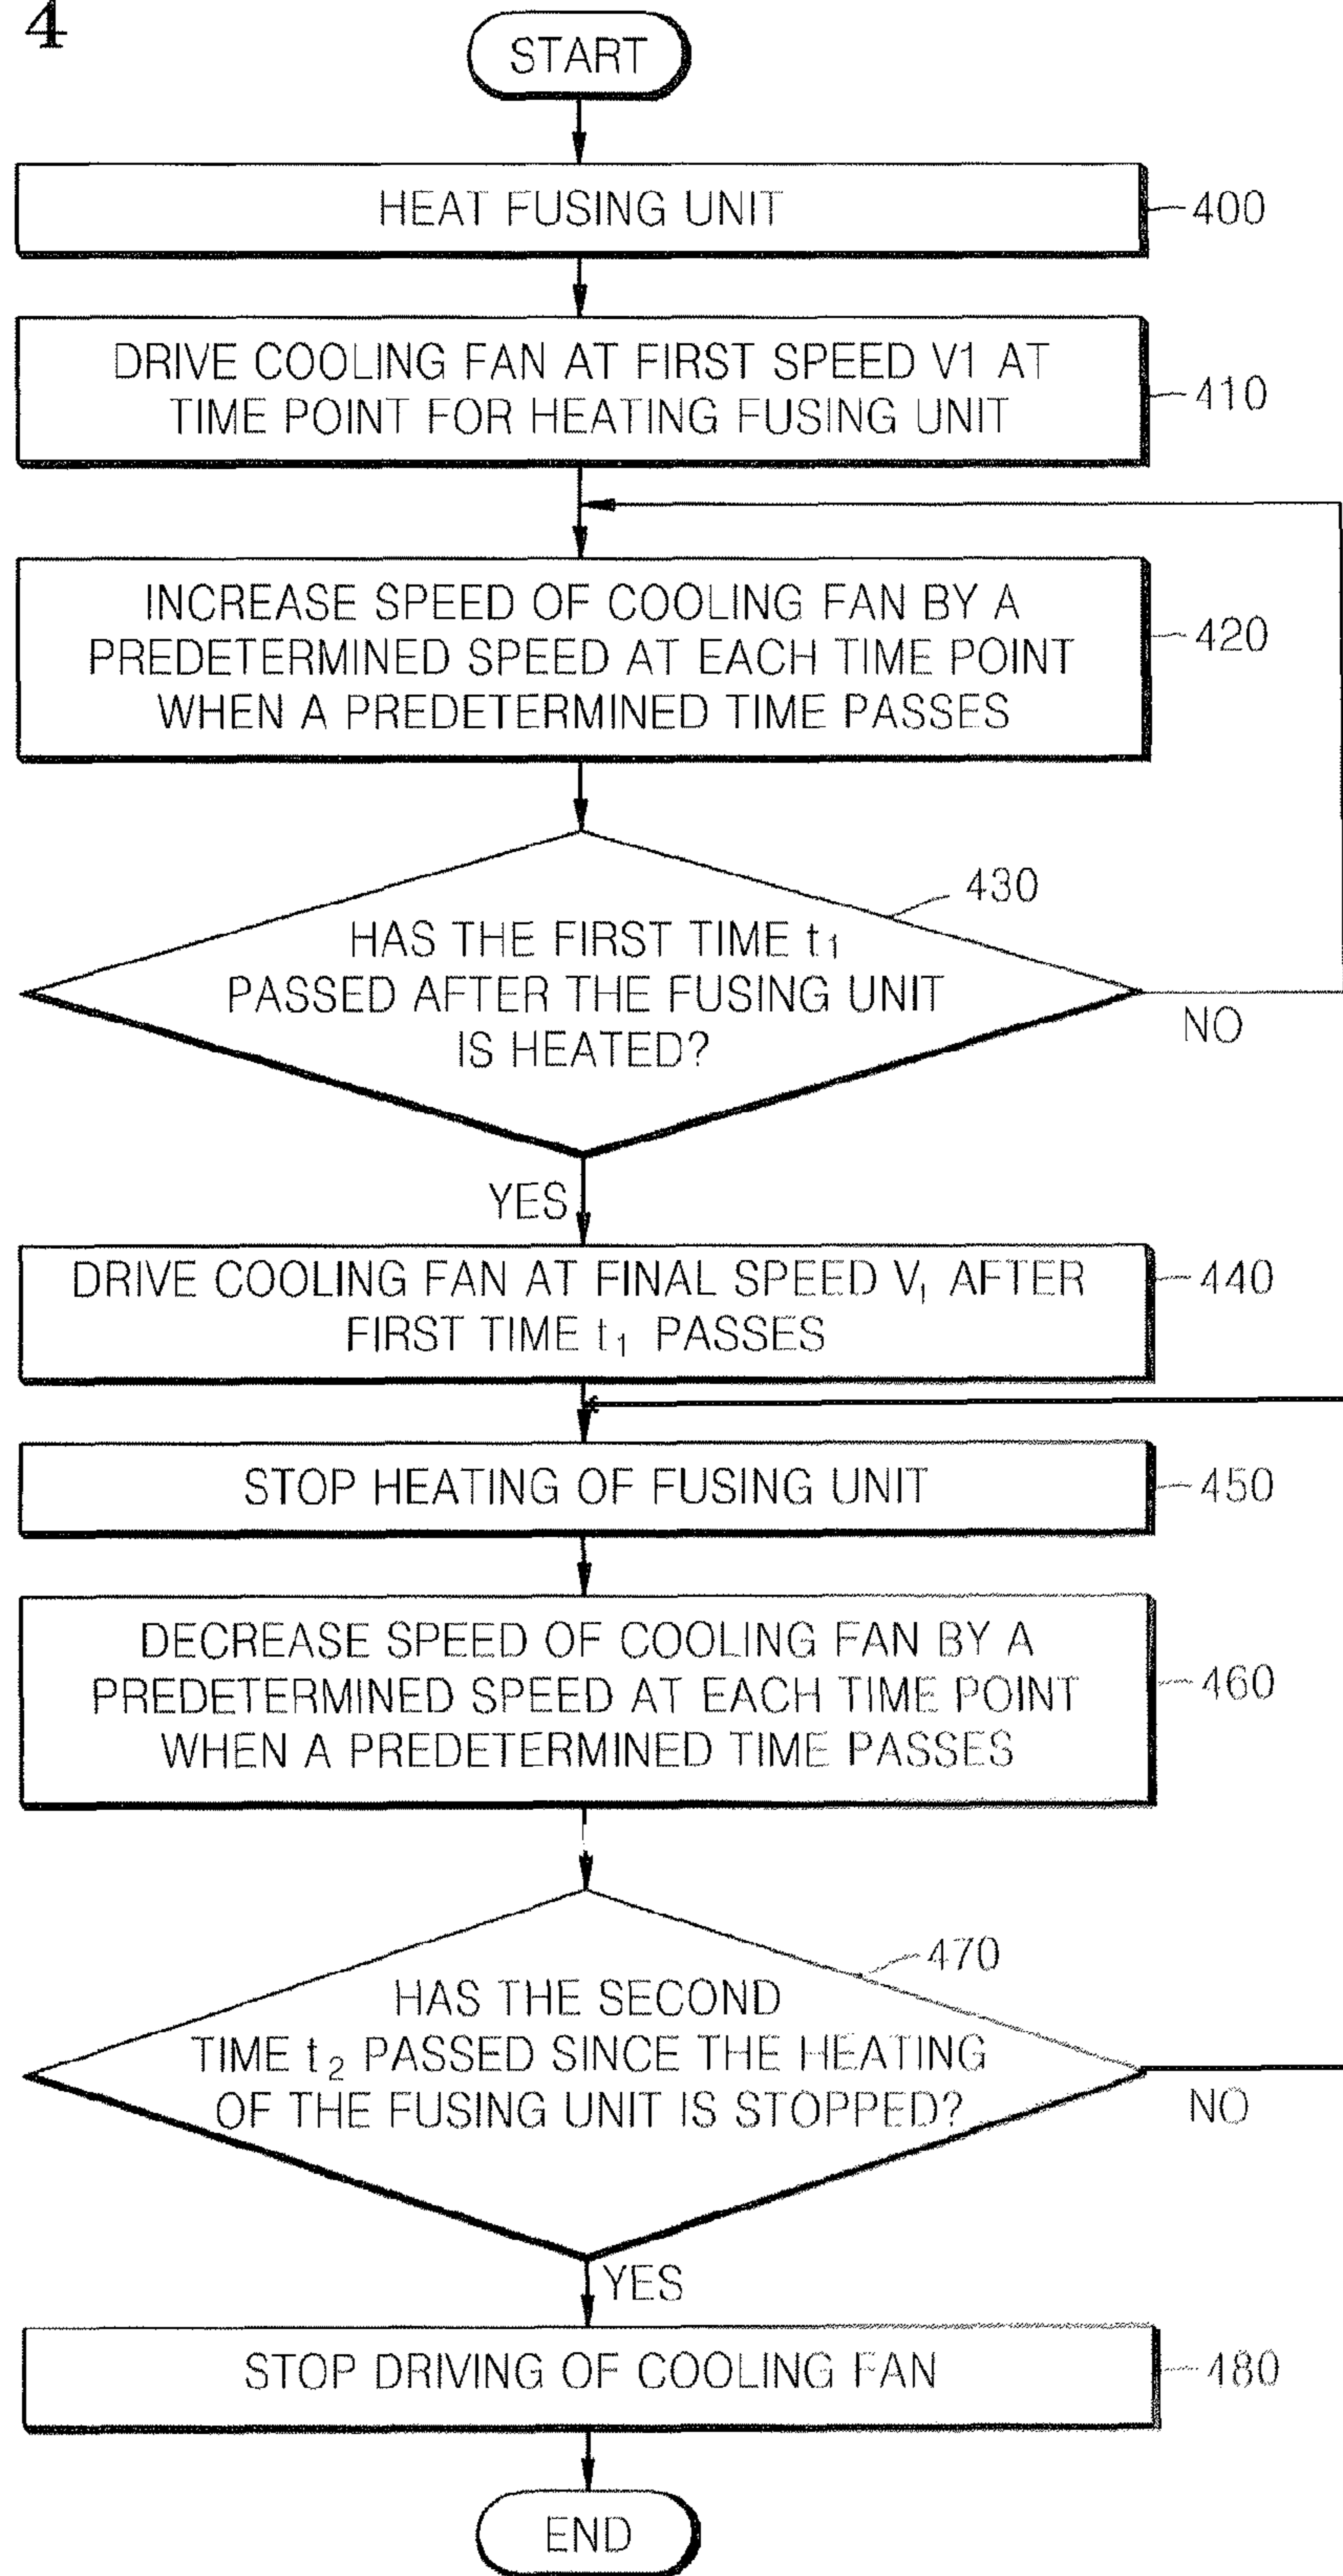 4
START
HEAT FUSING UNIT
400
DRIVE COOLING FAN AT FIRST SPEED V1 AT
TIME POINT FOR HEATING FUSING UNIT
410
INCREASE SPEED OF COOLING FAN BY A
PREDETERMINED SPEED AT EACH TIME POINT
WHEN A PREDETERMINED TIME PASSES
420
430
HAS THE FIRST TIME t₁
PASSED AFTER THE FUSING UNIT
IS HEATED?
NO
YES
DRIVE COOLING FAN AT FINAL SPEED Vₗ AFTER
FIRST TIME t₁ PASSES
440
STOP HEATING OF FUSING UNIT
450
DECREASE SPEED OF COOLING FAN BY A
PREDETERMINED SPEED AT EACH TIME POINT
WHEN A PREDETERMINED TIME PASSES
460
470
HAS THE SECOND
TIME t₂ PASSED SINCE THE HEATING
OF THE FUSING UNIT IS STOPPED?
NO
YES
STOP DRIVING OF COOLING FAN
480
END